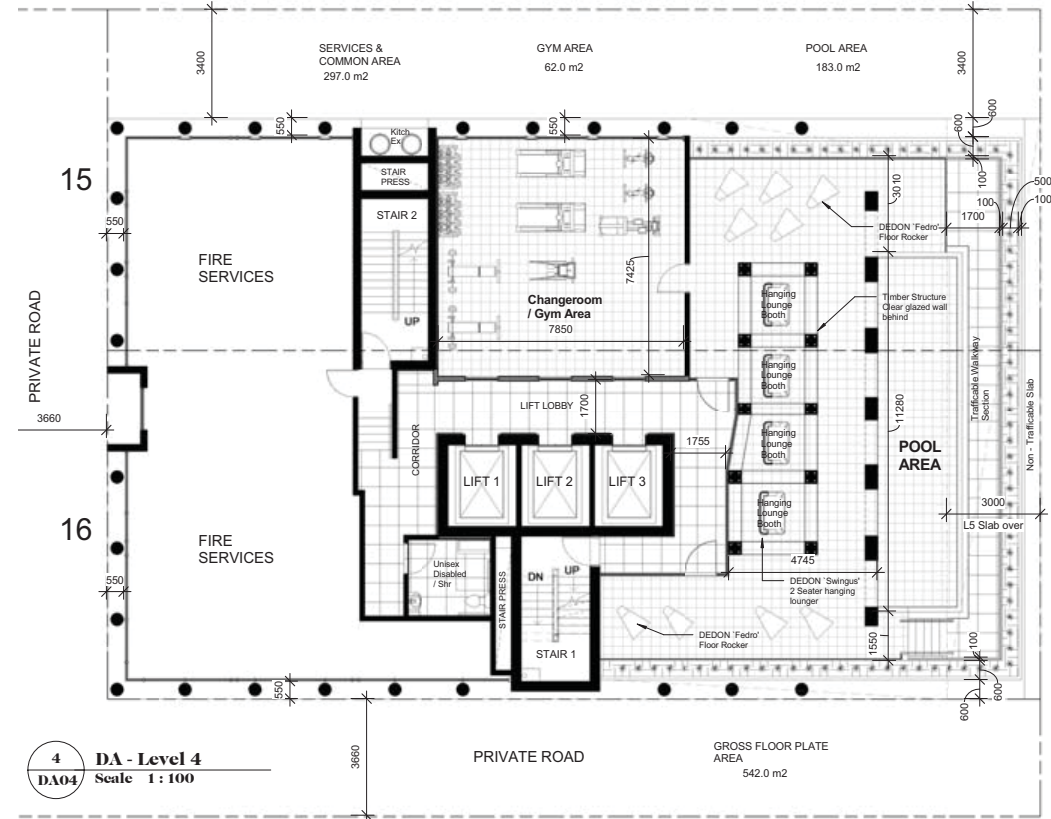 SERVICES &
COMMON AREA
297.0 m2
GYM AREA
62.0 m2
POOL AREA
183.0 m2
3400
3400
550
550
600
600
Kitch
Ex.
STAIR
PRESS
15
STAIR 2
3010
100
500
100
100
1700
550
DEDON `Fedro'
Floor Rocker
FIRE
SERVICES
7425
Hanging
Lounge
Booth
Timber Structure
Clear glazed wall
behind
Changeroom
/ Gym Area
7850
UP
PRIVATE ROAD
Hanging
Lounge
Booth
Trafficable Walkway
Section
Non - Trafficable Slab
3660
LIFT LOBBY
1700
11280
CORRIDOR
1755
Hanging
Lounge
Booth
POOL
AREA
LIFT 1
LIFT 2
LIFT 3
16
Hanging
Lounge
Booth
3000
L5 Slab over
FIRE
SERVICES
550
Unisex
Disabled
/ Shr
STAIR PRESS
DN
UP
4745
DEDON `Swingus'
2 Seater hanging
lounger
DEDON `Fedro'
Floor Rocker
1550
100
STAIR 1
550
600
600
4
DA04
DA - Level 4
Scale 1 : 100
3660
PRIVATE ROAD
GROSS FLOOR PLATE
AREA
542.0 m2